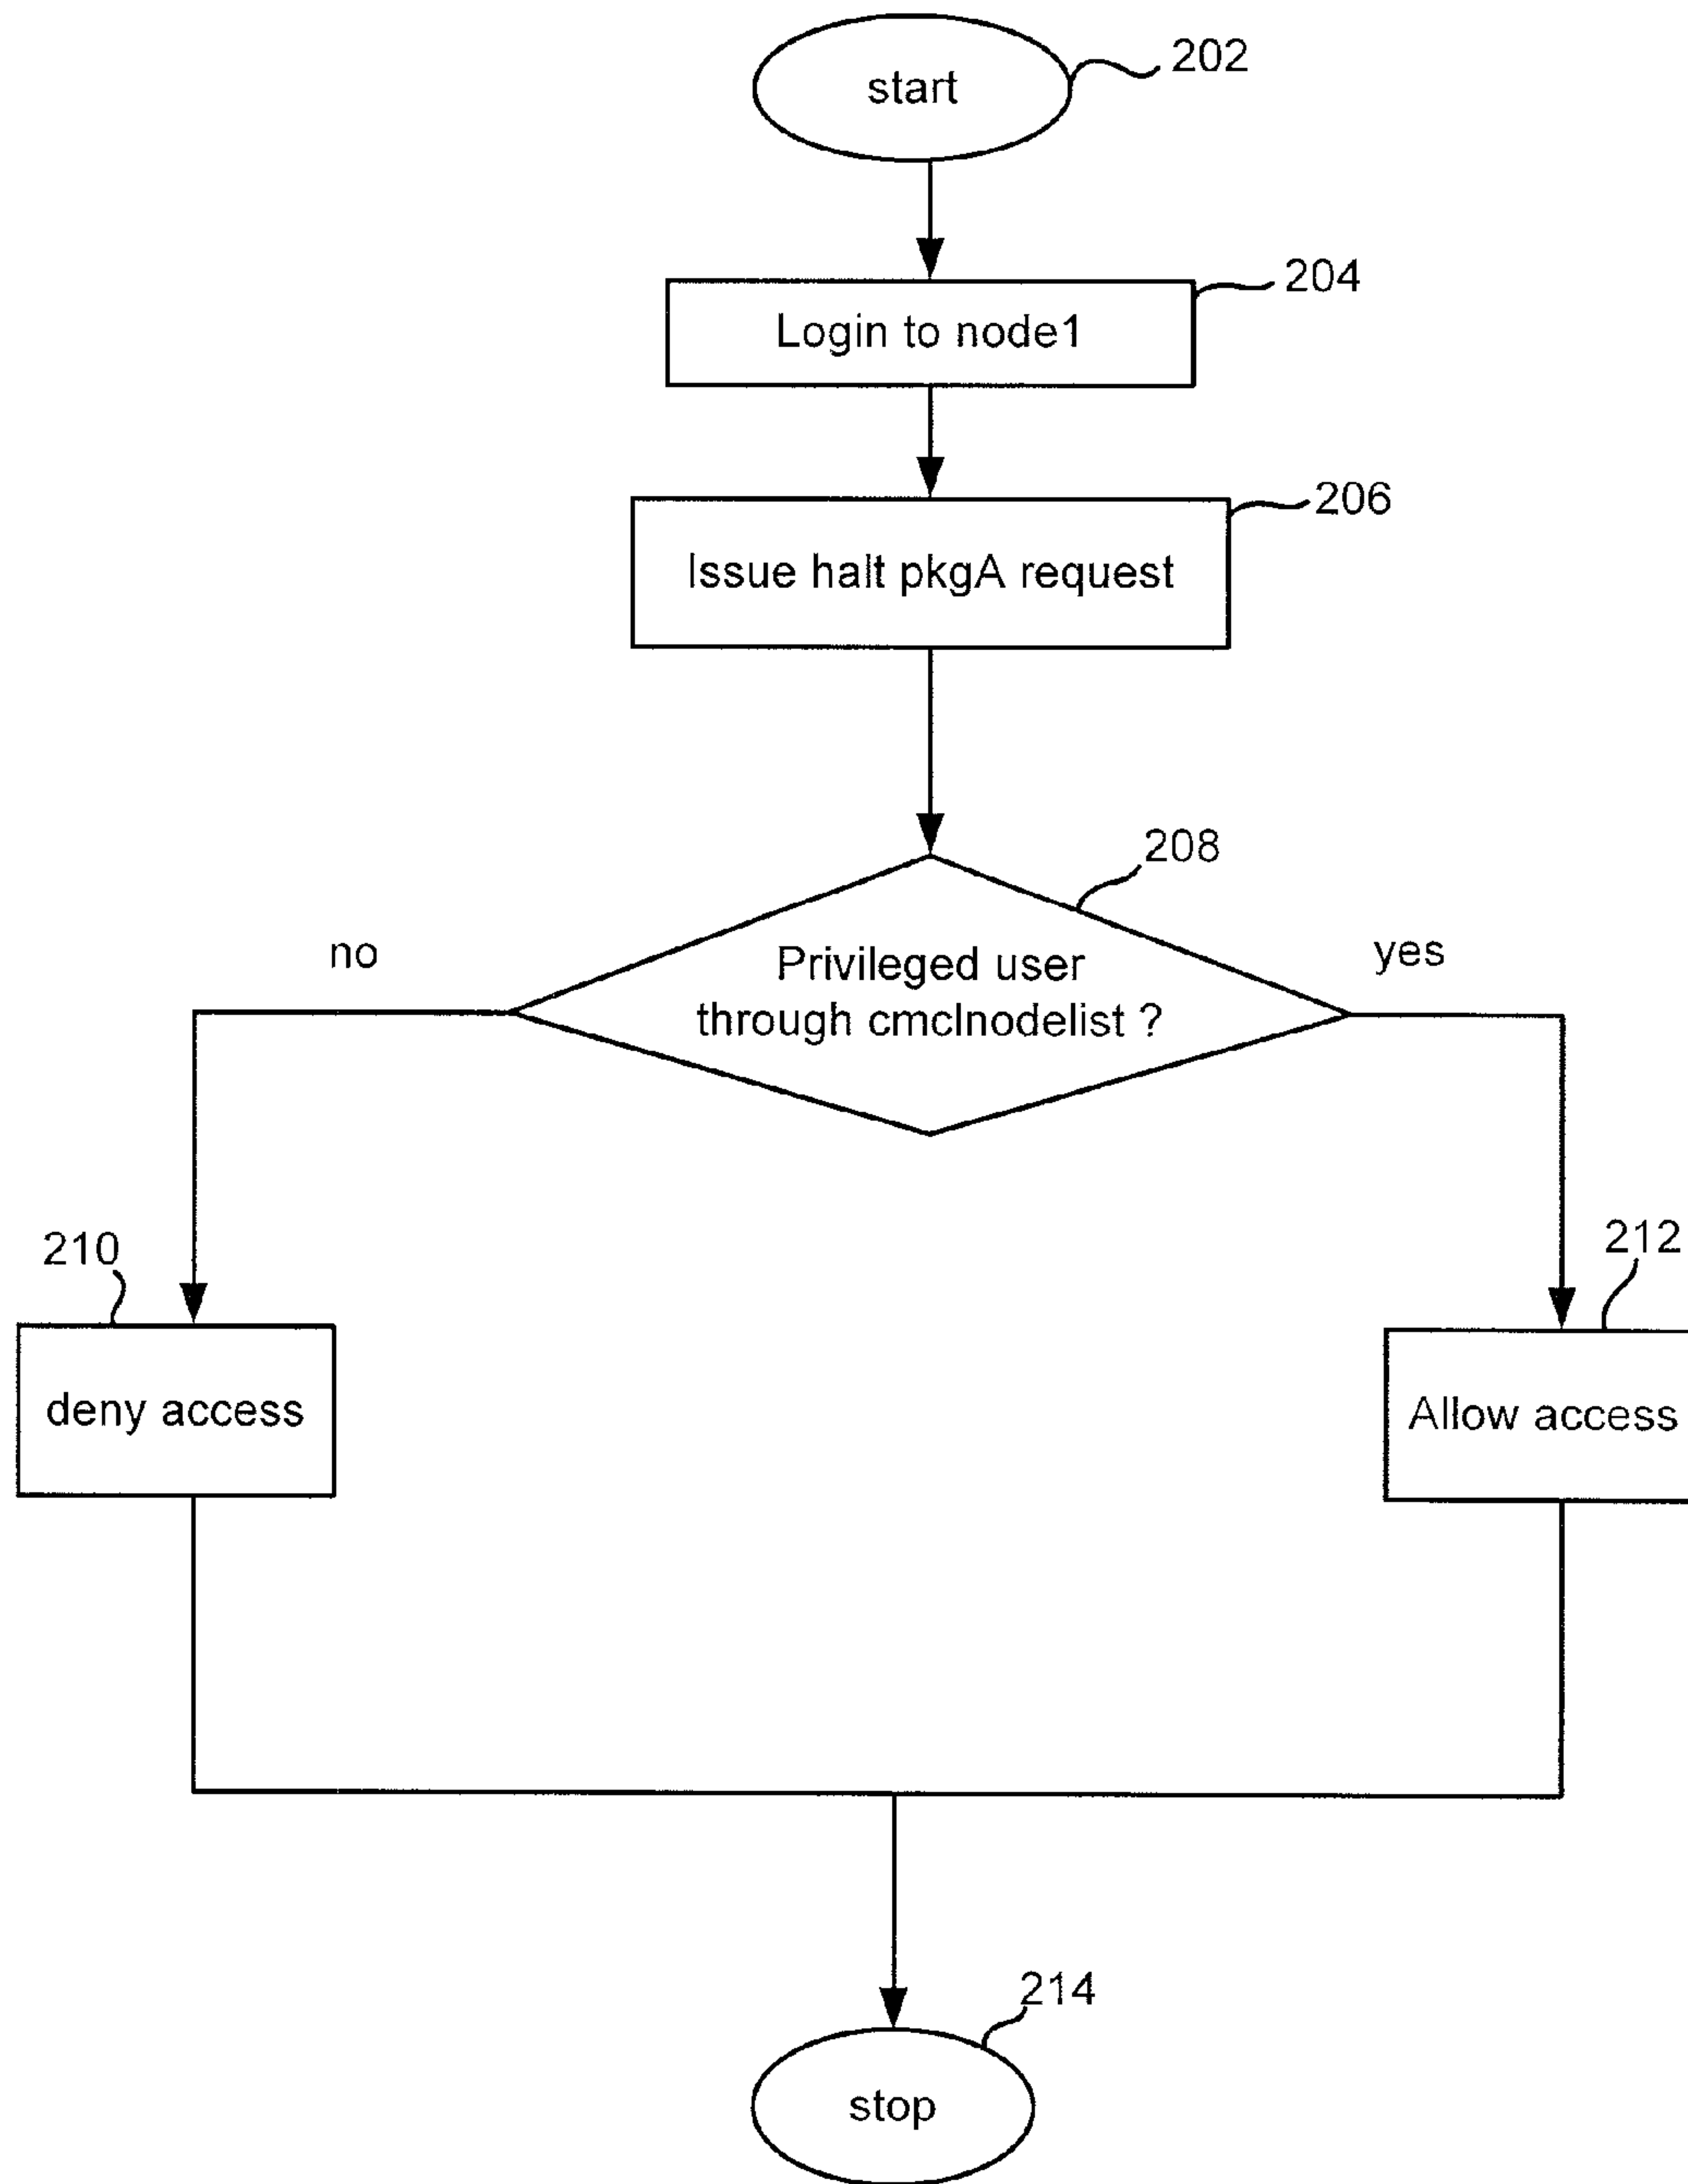 start
202
204
Login to node1
206
Issue halt pkgA request
208
no
yes
Privileged user
through cmclnodelist ?
210
212
deny access
Allow access
214
stop